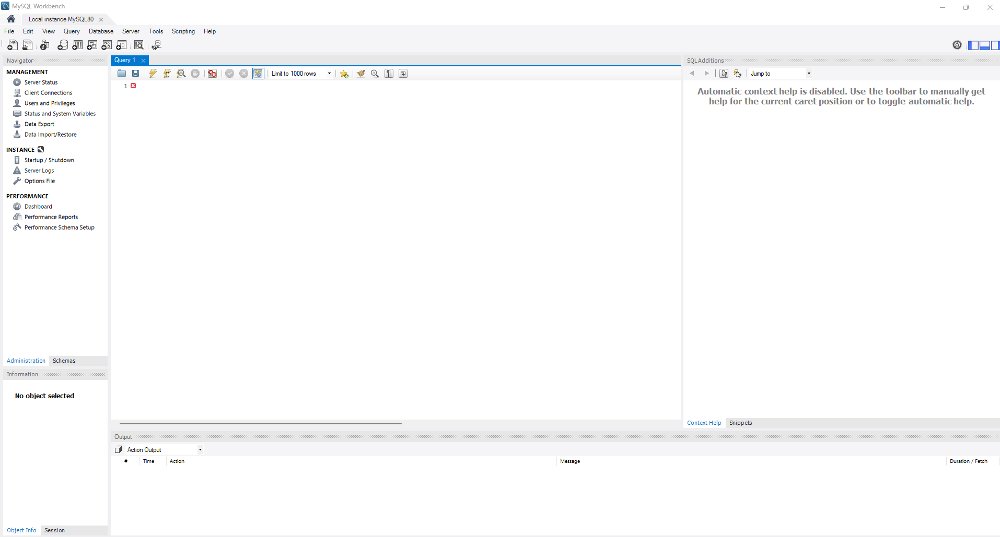 MySQL Workbench
Local instance MySQL80
File Edit View Query Database Server Tools Scripting Help
Navigator
MANAGEMENT
Server Status
Client Connections
Users and Privileges
Status and System Variables
Data Export
Data Import/Restore
INSTANCE
Startup / Shutdown
Server Logs
Options File
PERFORMANCE
Dashboard
Performance Reports
Performance Schema Setup
Administration Schemas
Information
No object selected
Object Info Session
Query 1
Limit to 1000 rows
1
SQLAdditions
Jump to
Automatic context help is disabled. Use the toolbar to manually get
help for the current caret position or to toggle automatic help.
Context Help Snippets
Output
Action Output
# Time Action Message Duration / Fetch